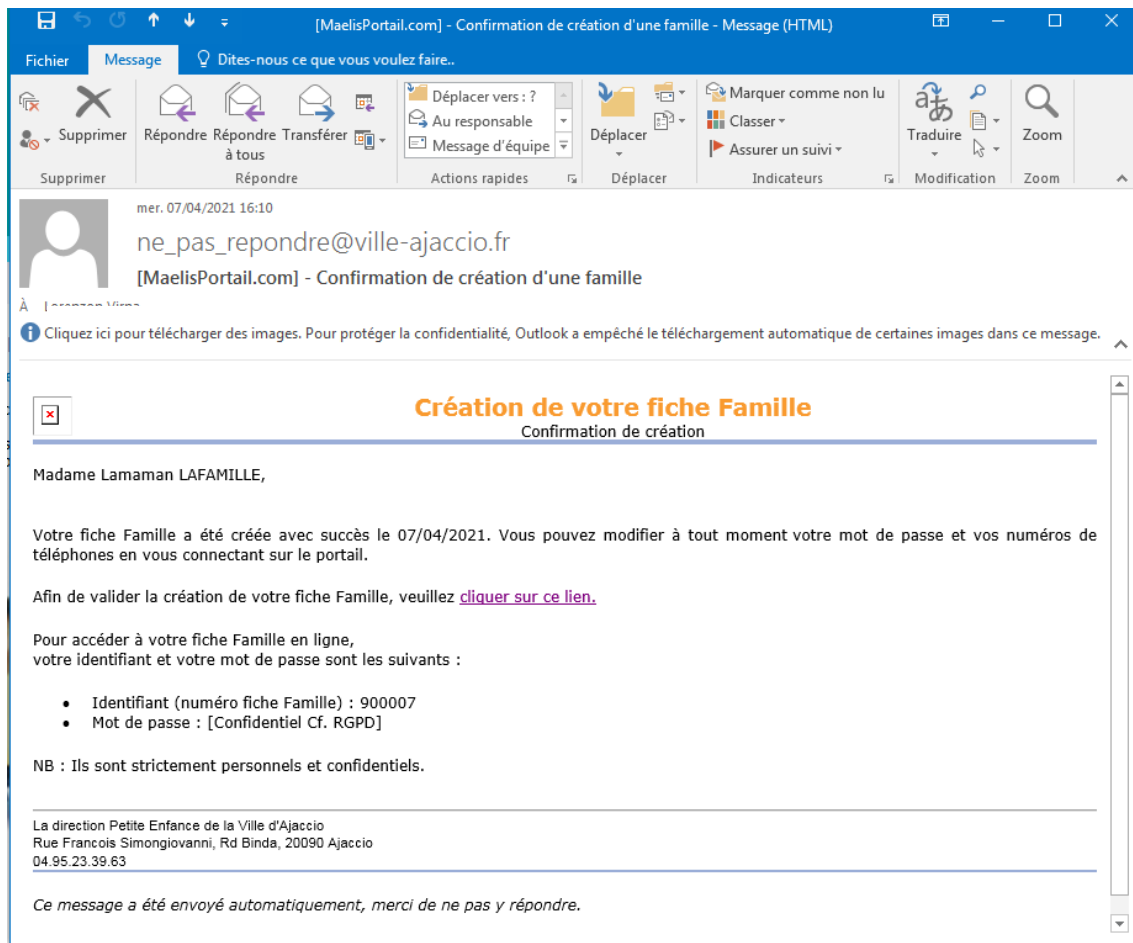 [MaelisPortail.com] - Confirmation de création d'une famille - Message (HTML)
Fichier Message Dites-nous ce que vous voulez faire..
Supprimer
Répondre Répondre à tous Transférer
Déplacer vers : ?
Au responsable
Message d'équipe
Déplacer
Marquer comme non lu
Classer
Assurer un suivi
Traduire
Zoom
Supprimer Répondre Actions rapides Déplacer Indicateurs Modification Zoom
mer. 07/04/2021 16:10
ne_pas_repondre@ville-ajaccio.fr
[MaelisPortail.com] - Confirmation de création d'une famille
À
Cliquez ici pour télécharger des images. Pour protéger la confidentialité, Outlook a empêché le téléchargement automatique de certaines images dans ce message.
Création de votre fiche Famille
Confirmation de création
Madame Lamaman LAFAMILLE,
Votre fiche Famille a été créée avec succès le 07/04/2021. Vous pouvez modifier à tout moment votre mot de passe et vos numéros de
téléphones en vous connectant sur le portail.
Afin de valider la création de votre fiche Famille, veuillez cliquer sur ce lien.
Pour accéder à votre fiche Famille en ligne,
votre identifiant et votre mot de passe sont les suivants :
• Identifiant (numéro fiche Famille) : 900007
• Mot de passe : [Confidentiel Cf. RGPD]
NB : Ils sont strictement personnels et confidentiels.
La direction Petite Enfance de la Ville d'Ajaccio
Rue Francois Simongiovanni, Rd Binda, 20090 Ajaccio
04.95.23.39.63
Ce message a été envoyé automatiquement, merci de ne pas y répondre.